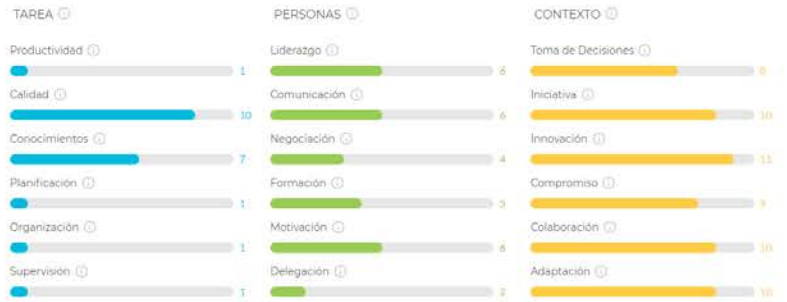 TAREA
Productividad
1
Calidad
10
Conocimientos
7
Planificación
1
Organización
1
Supervisión
1
PERSONAS
Liderazgo
6
Comunicación
6
Negociación
4
Formación
5
Motivación
6
Delegación
2
CONTEXTO
Toma de Decisiones
8
Iniciativa
10
Innovación
11
Compromiso
9
Colaboración
10
Adaptación
10